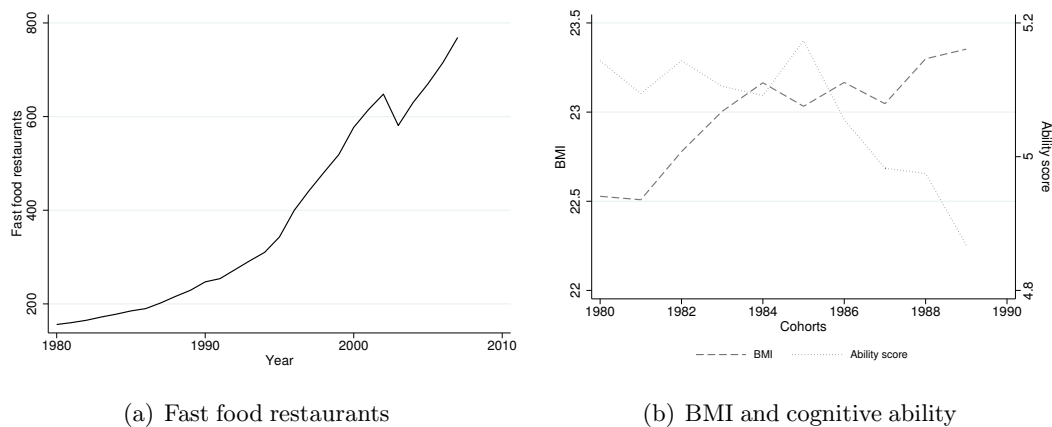 800
600
400
200
Fast food restaurants
1980
1990
2000
2010
Year
(a) Fast food restaurants
23.5
23
22.5
22
BMI
5.2
5
4.8
Ability score
1980
1982
1984
1986
1988
1990
Cohorts
BMI
Ability score
(b) BMI and cognitive ability